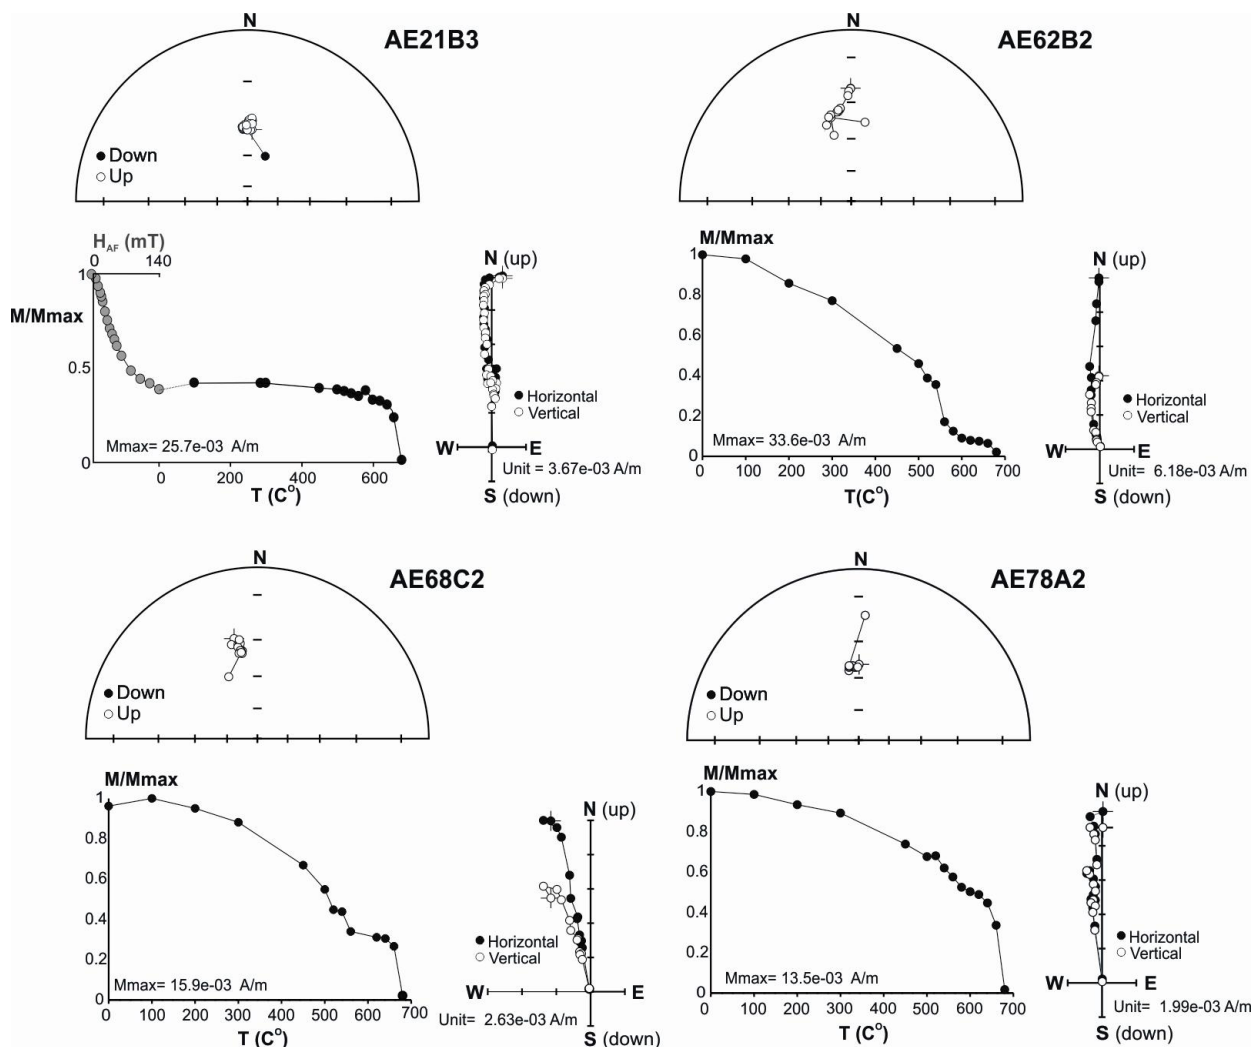 N
AE21B3
Down
Up
H_AF (mT)
0 140
1
M/Mmax
0.5
0
Mmax= 25.7e-03 A/m
0 200 400 600
T (C°)
N (up)
Horizontal
Vertical
W E
Unit = 3.67e-03 A/m
S (down)
N
AE62B2
M/Mmax
1
0.8
0.6
0.4
0.2
0
Mmax= 33.6e-03 A/m
0 100 200 300 400 500 600 700
T(C°)
N (up)
Horizontal
Vertical
W E
Unit= 6.18e-03 A/m
S (down)
N
AE68C2
Down
Up
M/Mmax
1
0.8
0.6
0.4
0.2
0
Mmax= 15.9e-03 A/m
0 100 200 300 400 500 600 700
T (C°)
N (up)
Horizontal
Vertical
W E
Unit= 2.63e-03 A/m
S (down)
N
AE78A2
Down
Up
M/Mmax
1
0.8
0.6
0.4
0.2
0
Mmax= 13.5e-03 A/m
0 100 200 300 400 500 600 700
T (C°)
N (up)
Horizontal
Vertical
W E
Unit= 1.99e-03 A/m
S (down)